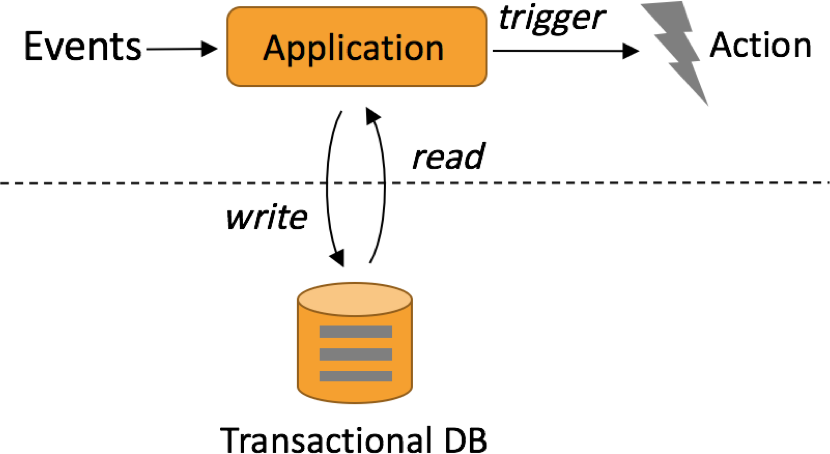 Events
Application
trigger
Action
read
write
Transactional DB